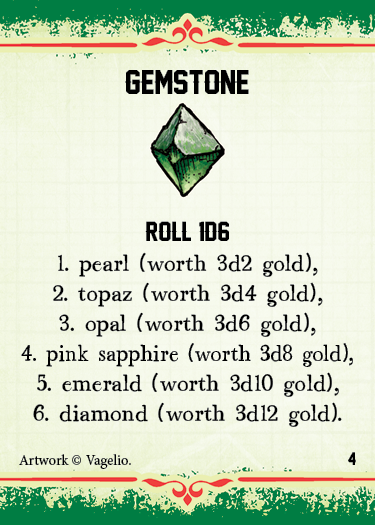 GEMSTONE
ROLL 1D6
1. pearl (worth 3d2 gold),
2. topaz (worth 3d4 gold),
3. opal (worth 3d6 gold),
4. pink sapphire (worth 3d8 gold),
5. emerald (worth 3d10 gold),
6. diamond (worth 3d12 gold).
Artwork © Vagelio.
4